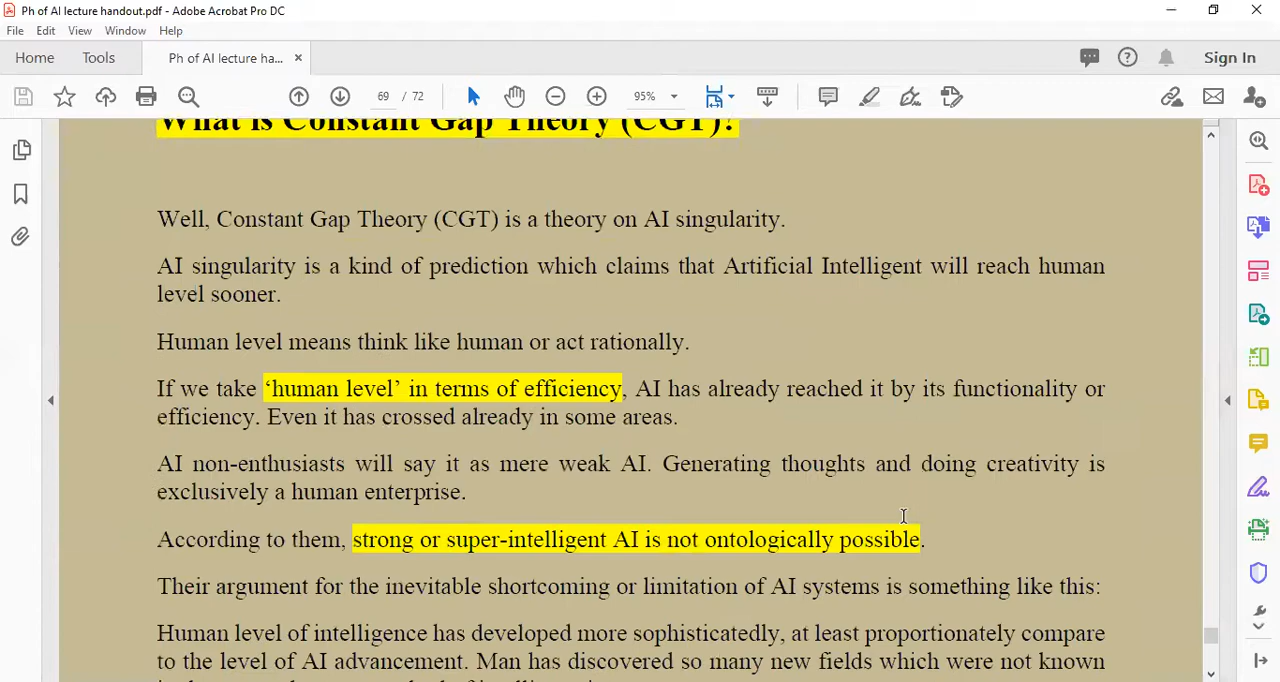 Ph of AI lecture handout.pdf - Adobe Acrobat Pro DC
File Edit View Window Help
Home Tools Ph of AI lecture ha... × Sign In
69 / 72 95%
What is Constant Gap Theory (CGT)?
Well, Constant Gap Theory (CGT) is a theory on AI singularity.
AI singularity is a kind of prediction which claims that Artificial Intelligent will reach human
level sooner.
Human level means think like human or act rationally.
If we take ‘human level’ in terms of efficiency, AI has already reached it by its functionality or
efficiency. Even it has crossed already in some areas.
AI non-enthusiasts will say it as mere weak AI. Generating thoughts and doing creativity is
exclusively a human enterprise.
According to them, strong or super-intelligent AI is not ontologically possible.
Their argument for the inevitable shortcoming or limitation of AI systems is something like this:
Human level of intelligence has developed more sophisticatedly, at least proportionately compare
to the level of AI advancement. Man has discovered so many new fields which were not known